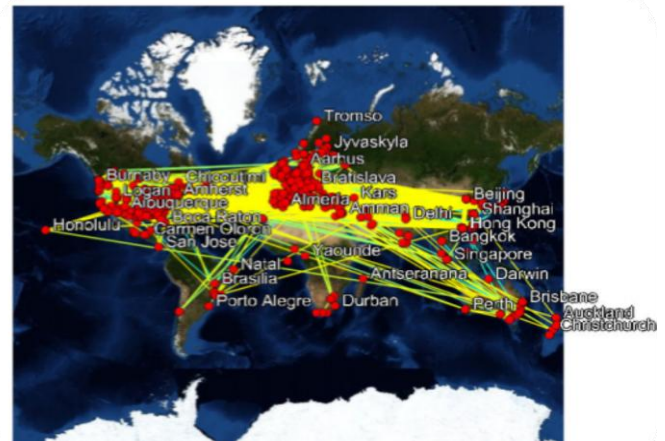 Tromso
Jyvaskyla
Aarhus
Burnaby
Chicoutimi
Bratislava
Logan
Amherst
Kars
Beijing
Albuquerque
Almeria
Amman
Delhi
Shanghai
Honolulu
Boca Raton
Hong Kong
Carmen
Oloron
San Jose
Yaounde
Bangkok
Natal
Singapore
Brasilia
Antseranana
Darwin
Porto Alegre
Durban
Perth
Brisbane
Auckland
Christchurch